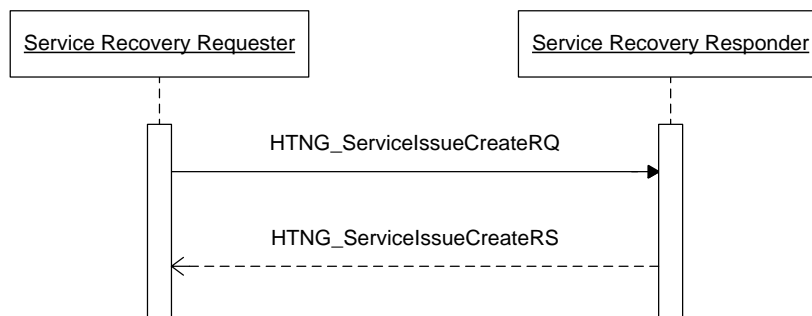 Service Recovery Requester
Service Recovery Responder
HTNG_ServiceIssueCreateRQ
HTNG_ServiceIssueCreateRS